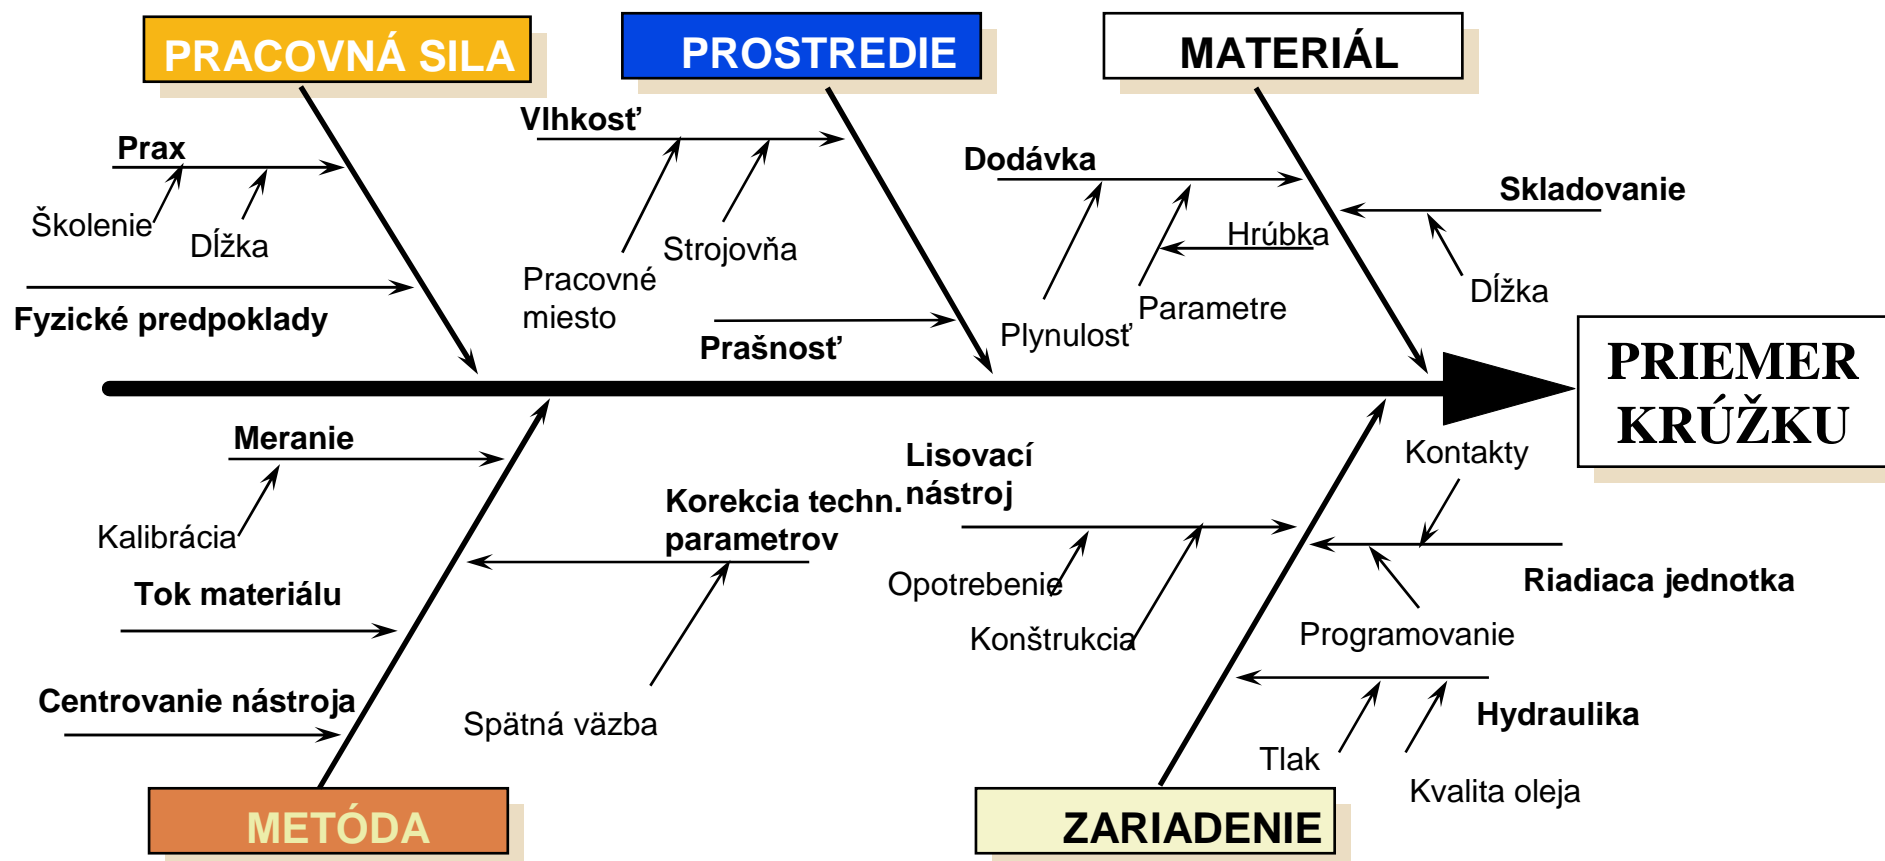 PRACOVNÁ SILA
PROSTREDIE
MATERIÁL
Vlhkosť
Prax
Dodávka
Skladovanie
Školenie
Dĺžka
Strojovňa
Hrúbka
Pracovné
miesto
Dĺžka
Parametre
Fyzické predpoklady
Plynulosť
Prašnosť
PRIEMER
KRÚŽKU
Meranie
Lisovací
nástroj
Kontakty
Korekcia techn.
parametrov
Kalibrácia
Opotrebenie
Riadiaca jednotka
Tok materiálu
Konštrukcia
Programovanie
Centrovanie nástroja
Spätná väzba
Hydraulika
Tlak
Kvalita oleja
METÓDA
ZARIADENIE